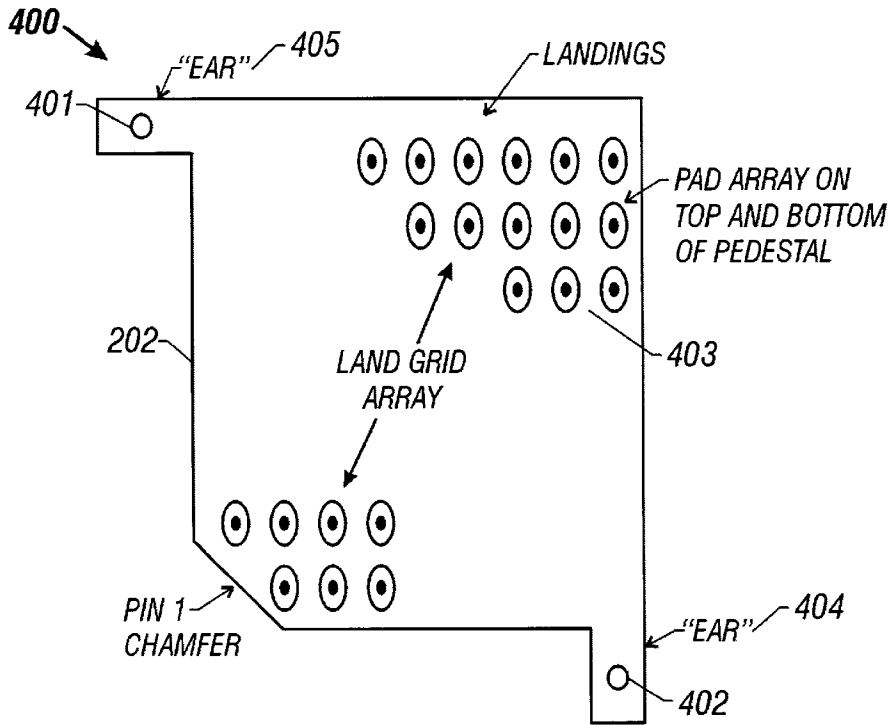 400
"EAR" 405
LANDINGS
401
PAD ARRAY ON
TOP AND BOTTOM
OF PEDESTAL
202
403
LAND GRID
ARRAY
PIN 1
CHAMFER
"EAR" 404
402